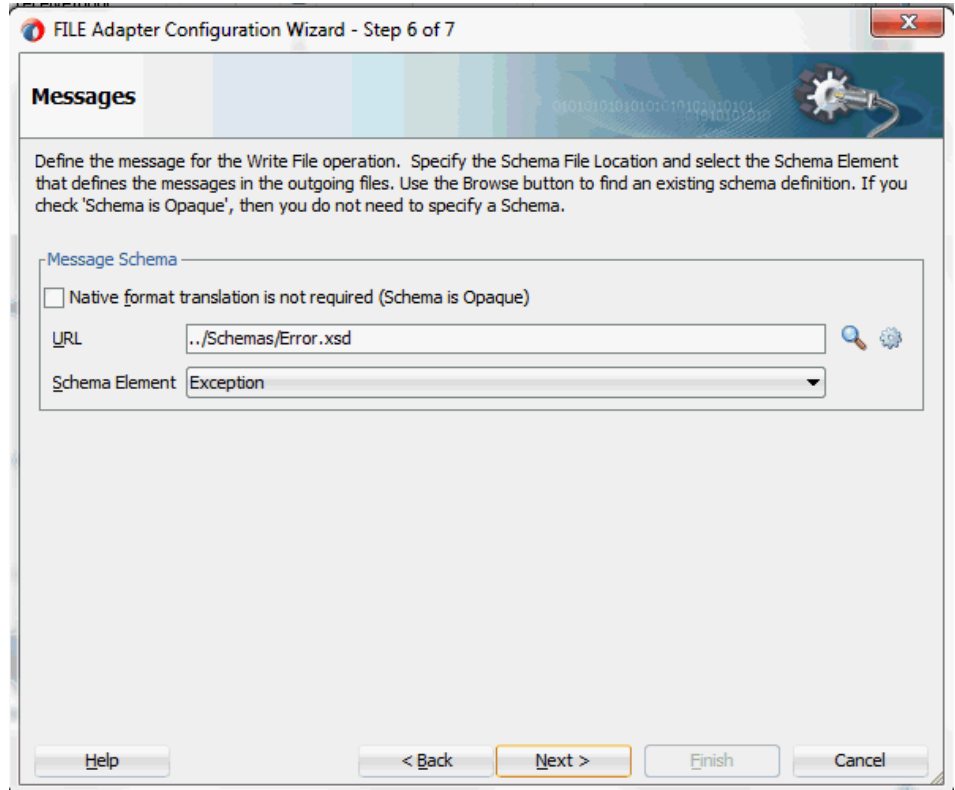 FILE Adapter Configuration Wizard - Step 6 of 7
Messages
Define the message for the Write File operation.  Specify the Schema File Location and select the Schema Element
that defines the messages in the outgoing files. Use the Browse button to find an existing schema definition. If you
check 'Schema is Opaque', then you do not need to specify a Schema.
Message Schema
Native format translation is not required (Schema is Opaque)
URL ../Schemas/Error.xsd
Schema Element Exception
Help < Back Next > Finish Cancel